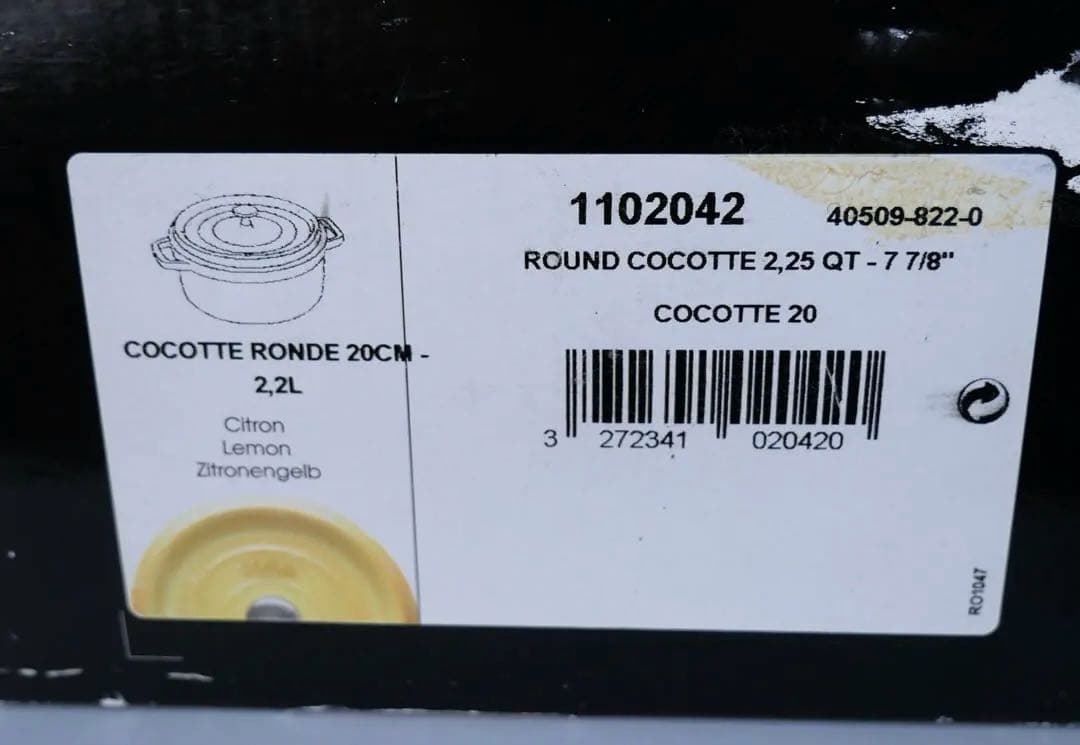 COCOTTE RONDE 20CM -
2,2L
Citron
Lemon
Zitronengelb
1102042 40509-822-0
ROUND COCOTTE 2,25 QT - 7 7/8"
COCOTTE 20
3 272341 020420
RO1047